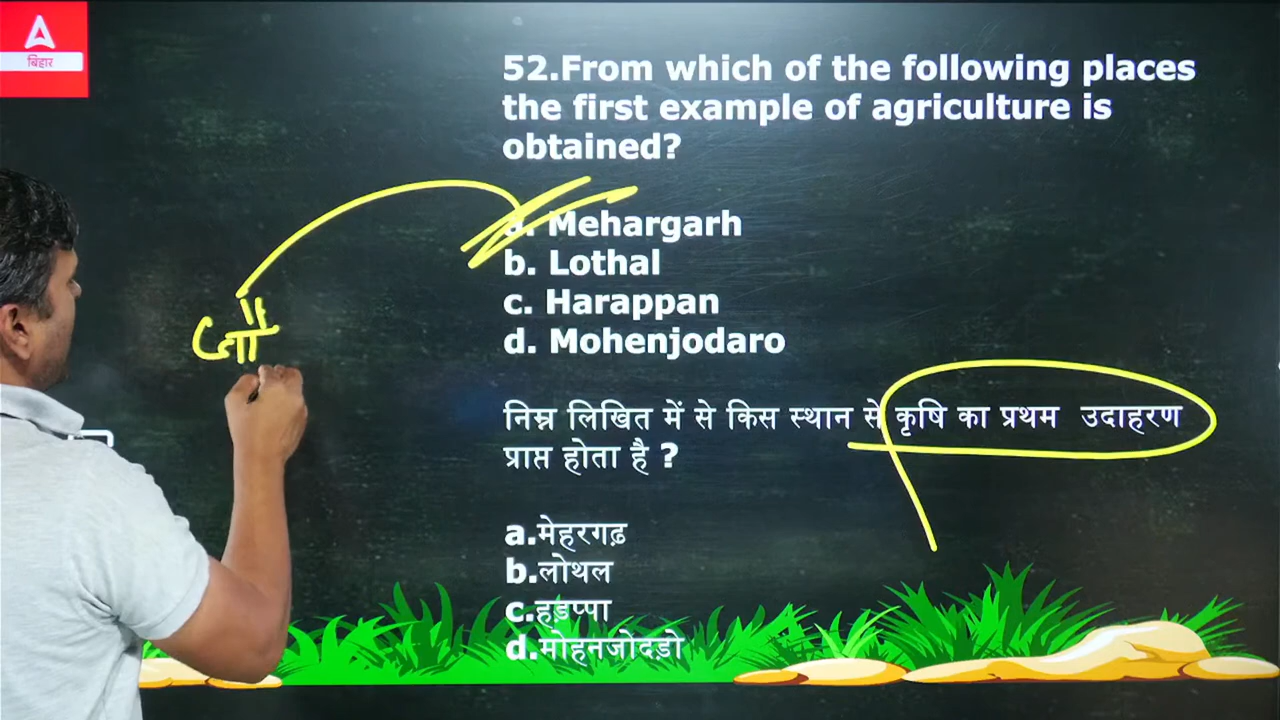 बिहार
52.From which of the following places
the first example of agriculture is
obtained?
a. Mehargarh
b. Lothal
c. Harappan
d. Mohenjodaro
जौ
निम्न लिखित में से किस स्थान से कृषि का प्रथम उदाहरण
प्राप्त होता है ?
a.मेहरगढ़
b.लोथल
c.हड़प्पा
d.मोहनजोदड़ो